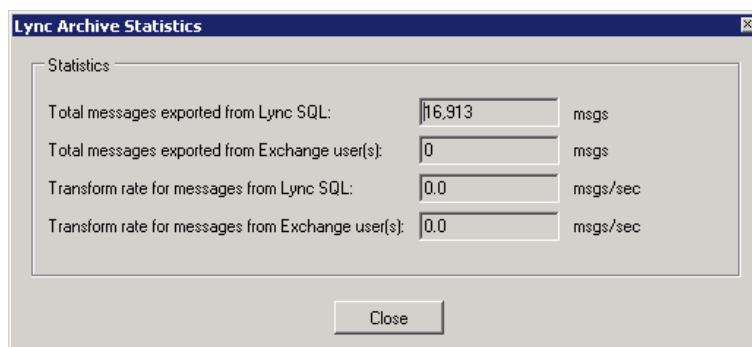 Lync Archive Statistics
Statistics
Total messages exported from Lync SQL: 16,913 msgs
Total messages exported from Exchange user(s): 0 msgs
Transform rate for messages from Lync SQL: 0.0 msgs/sec
Transform rate for messages from Exchange user(s): 0.0 msgs/sec
Close